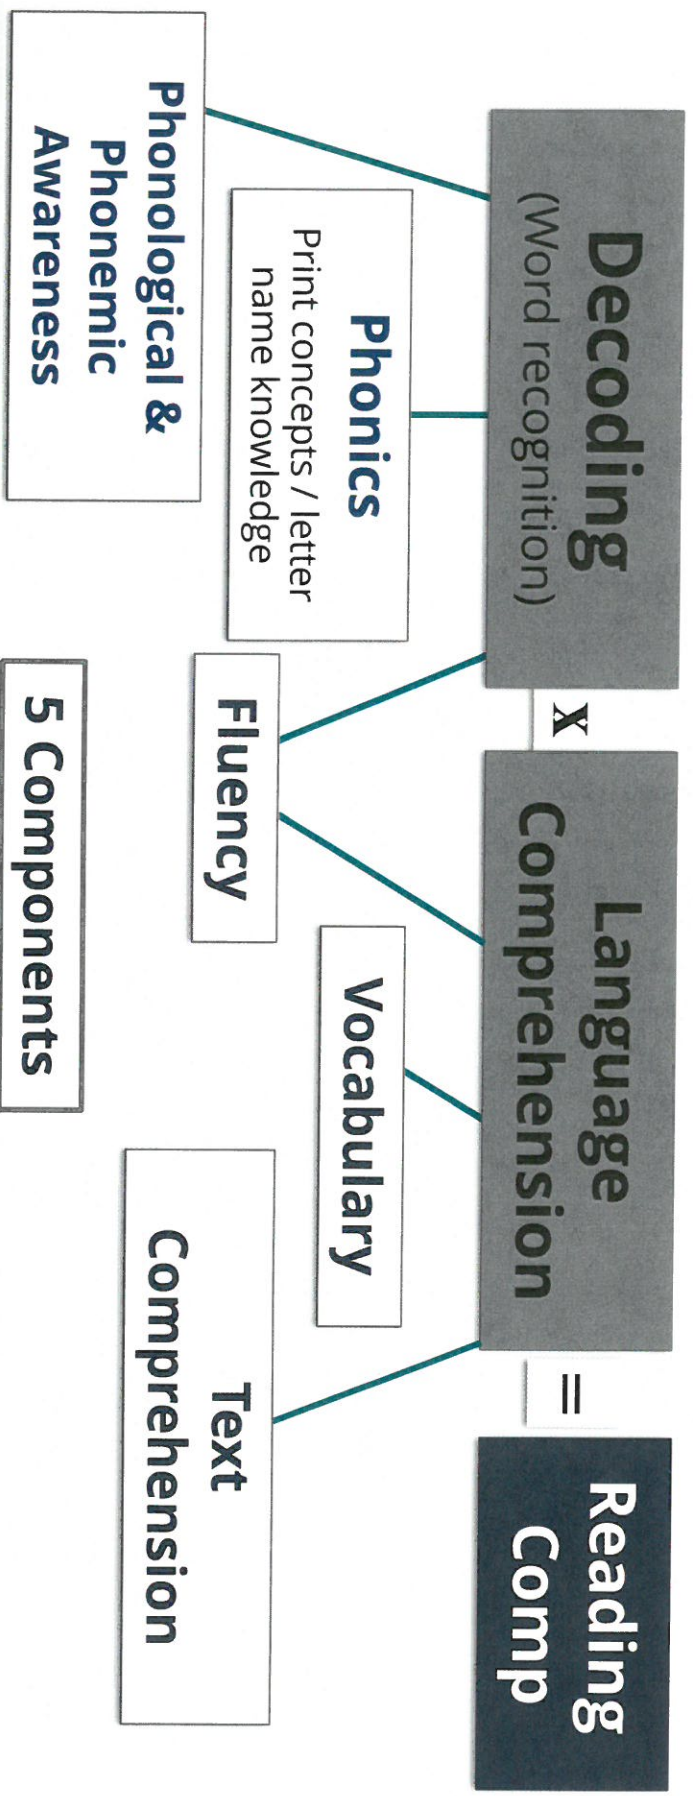 Decoding
(Word recognition)
X
Language
Comprehension
=
Reading
Comp
Phonological &
Phonemic
Awareness
Phonics
Print concepts / letter
name knowledge
Fluency
Vocabulary
Text
Comprehension
5 Components